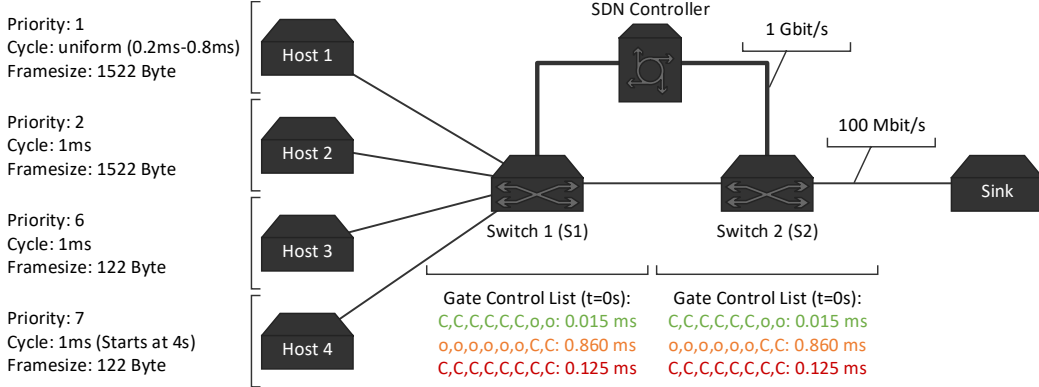 SDN Controller
Priority: 1
Cycle: uniform (0.2ms-0.8ms)
Framesize: 1522 Byte
Host 1
1 Gbit/s
Priority: 2
Cycle: 1ms
Framesize: 1522 Byte
Host 2
100 Mbit/s
Sink
Switch 1 (S1)
Switch 2 (S2)
Priority: 6
Cycle: 1ms
Framesize: 122 Byte
Host 3
Priority: 7
Cycle: 1ms (Starts at 4s)
Framesize: 122 Byte
Host 4
Gate Control List (t=0s):
C,C,C,C,C,C,o,o: 0.015 ms
o,o,o,o,o,o,C,C: 0.860 ms
C,C,C,C,C,C,C,C: 0.125 ms
Gate Control List (t=0s):
C,C,C,C,C,C,o,o: 0.015 ms
o,o,o,o,o,o,C,C: 0.860 ms
C,C,C,C,C,C,C,C: 0.125 ms